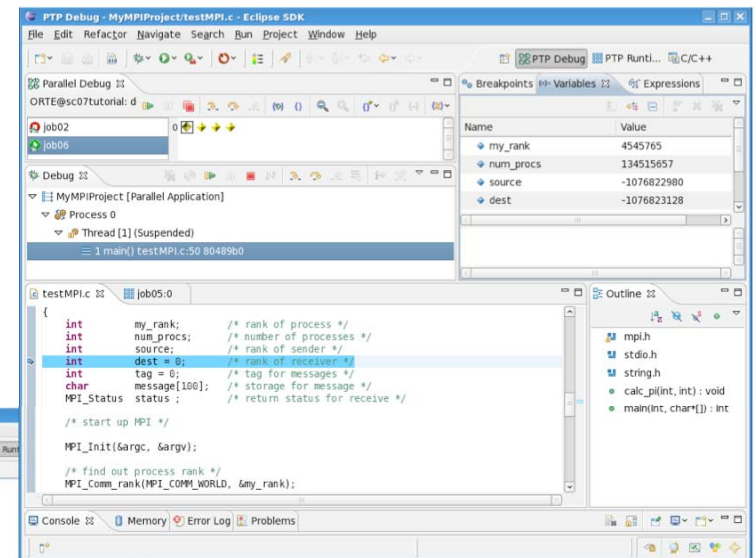 PTP Debug - MyMPIProject/testMPI.c - Eclipse SDK
File Edit Refactor Navigate Search Run Project Window Help
PTP Debug PTP Runti... C/C++
Parallel Debug
ORTE@sc07tutorial: d
job02
job06
0
Breakpoints Variables Expressions
Name Value
my_rank 4545765
num_procs 134515657
source -1076822980
dest -1076823128
Debug
MyMPIProject [Parallel Application]
Process 0
Thread [1] (Suspended)
1 main() testMPI.c:50 80489b0
testMPI.c job05:0
{
int my_rank; /* rank of process */
int num_procs; /* number of processes */
int source; /* rank of sender */
int dest = 0; /* rank of receiver */
int tag = 0; /* tag for messages */
char message[100]; /* storage for message */
MPI_Status status ; /* return status for receive */
/* start up MPI */
MPI_Init(&argc, &argv);
/* find out process rank */
MPI_Comm_rank(MPI_COMM_WORLD, &my_rank);
Outline
mpi.h
stdio.h
string.h
calc_pi(int, int) : void
main(int, char*[]) : int
Runt
Console Memory Error Log Problems